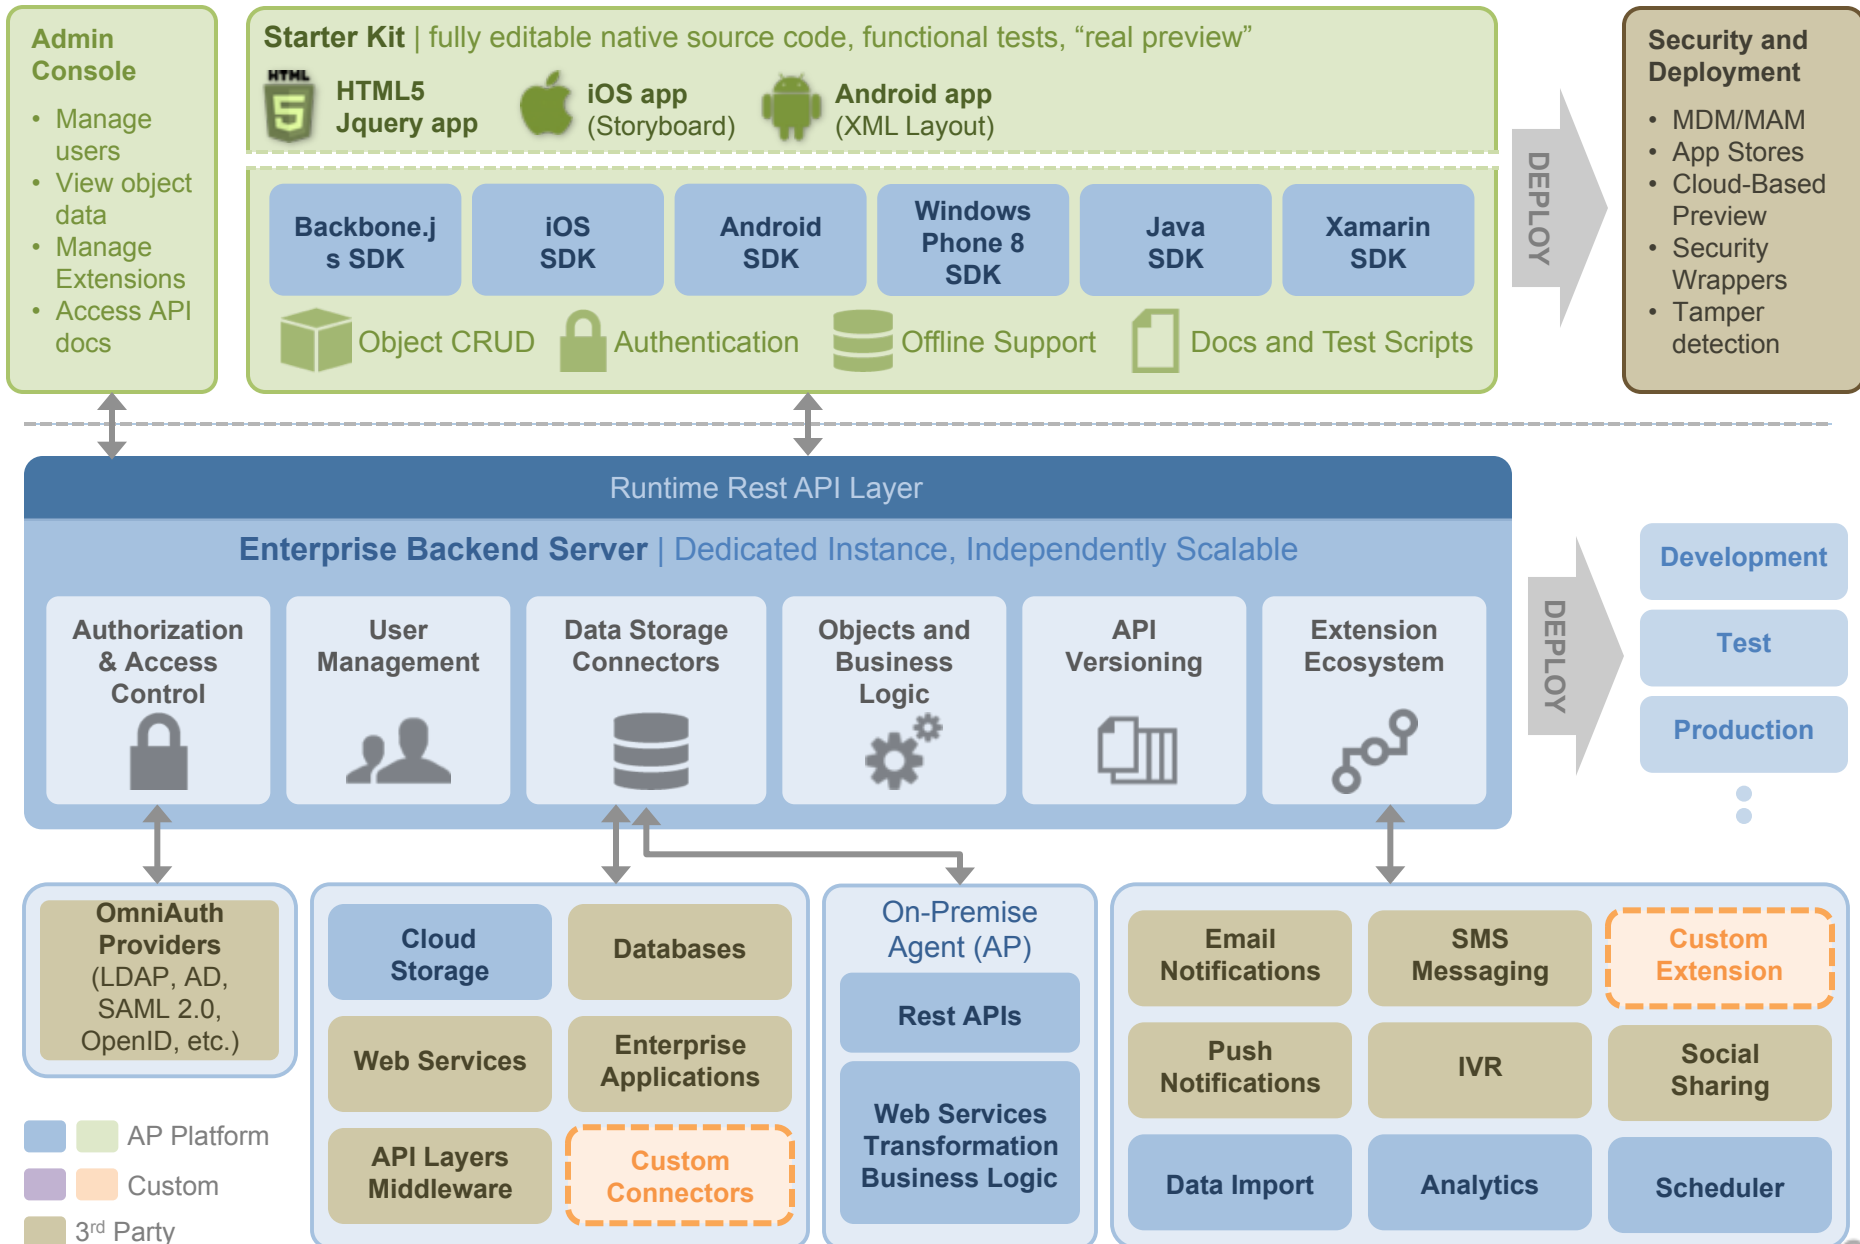 Admin
Console
• Manage
users
• View object
data
• Manage
Extensions
• Access API
docs
Starter Kit | fully editable native source code, functional tests, “real preview”
HTML
5
HTML5
Jquery app
iOS app
(Storyboard)
Android app
(XML Layout)
Backbone.j
s SDK
iOS
SDK
Android
SDK
Windows
Phone 8
SDK
Java
SDK
Xamarin
SDK
Object CRUD
Authentication
Offline Support
Docs and Test Scripts
DEPLOY
Security and
Deployment
• MDM/MAM
• App Stores
• Cloud-Based
Preview
• Security
Wrappers
• Tamper
detection
Runtime Rest API Layer
Enterprise Backend Server | Dedicated Instance, Independently Scalable
Authorization
& Access
Control
User
Management
Data Storage
Connectors
Objects and
Business
Logic
API
Versioning
Extension
Ecosystem
DEPLOY
Development
Test
Production
OmniAuth
Providers
(LDAP, AD,
SAML 2.0,
OpenID, etc.)
Cloud
Storage
Databases
Web Services
Enterprise
Applications
API Layers
Middleware
Custom
Connectors
On-Premise
Agent (AP)
Rest APIs
Web Services
Transformation
Business Logic
Email
Notifications
SMS
Messaging
Custom
Extension
Push
Notifications
IVR
Social
Sharing
Data Import
Analytics
Scheduler
AP Platform
Custom
3rd Party